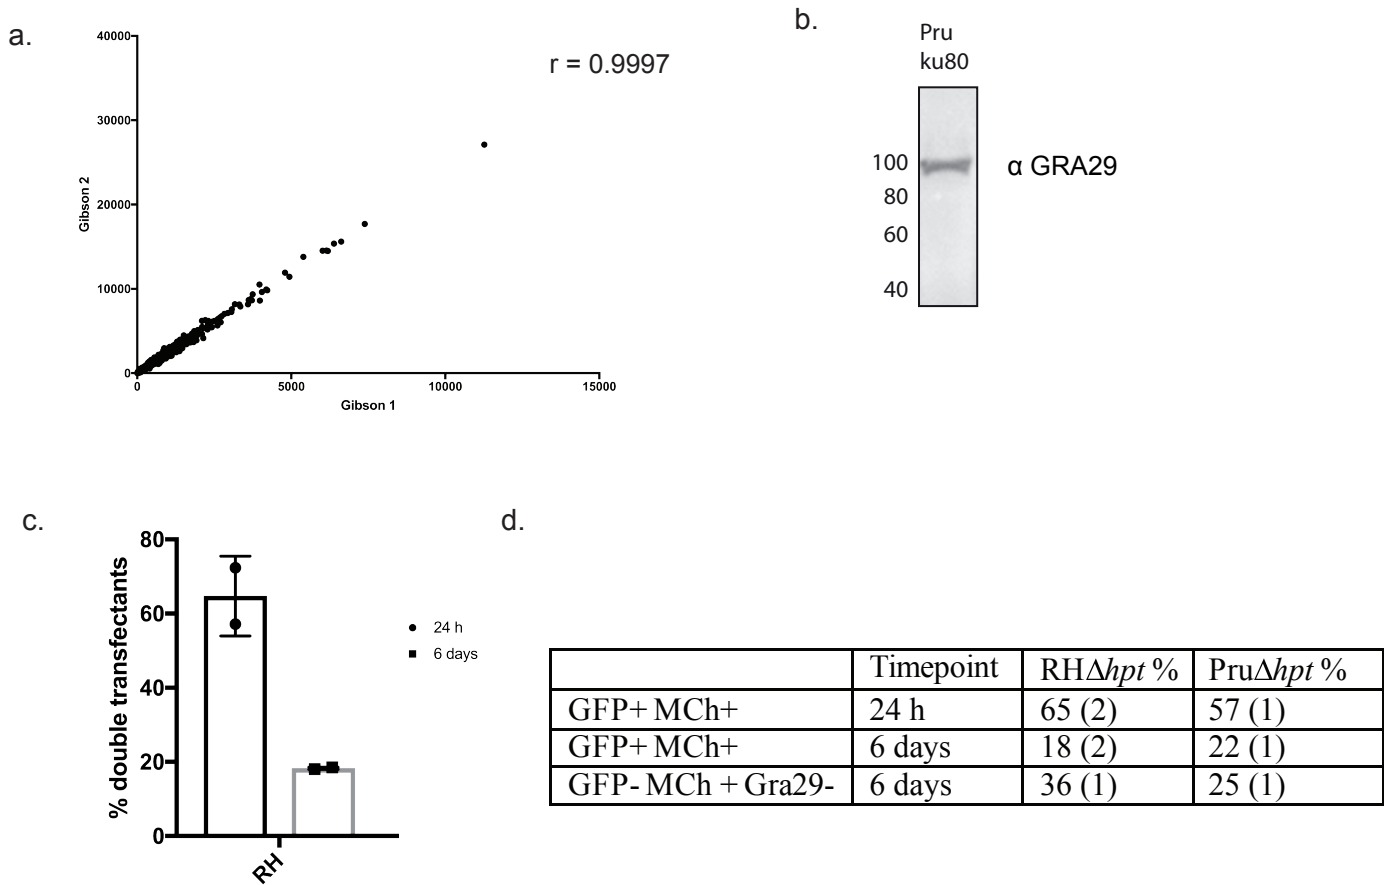 a.
40000
30000
20000
10000
0
Gibson 2
r = 0.9997
0 5000 10000 15000
Gibson 1
b.
Pru
ku80
100
80
60
40
α GRA29
c.
80
60
40
20
0
% double transfectants
24 h
6 days
RH
d.
Timepoint RHΔhpt % PruΔhpt %
GFP+ MCh+ 24 h 65 (2) 57 (1)
GFP+ MCh+ 6 days 18 (2) 22 (1)
GFP- MCh + Gra29- 6 days 36 (1) 25 (1)